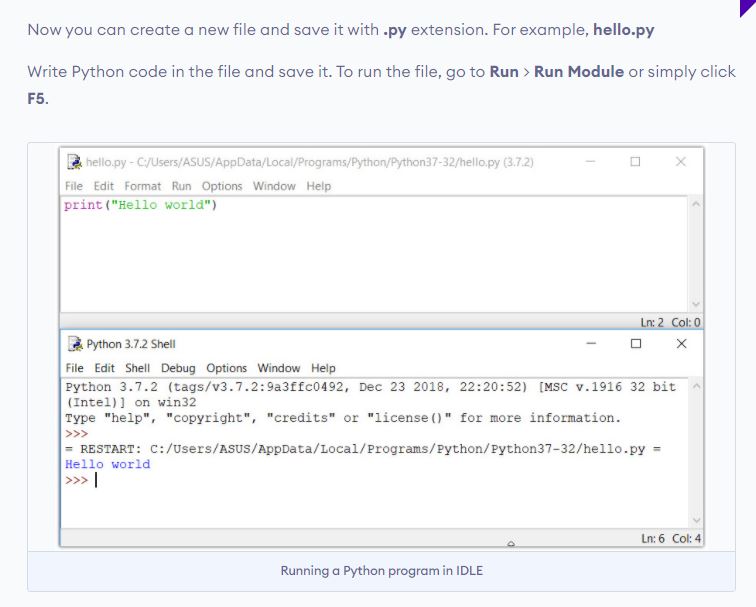 Now you can create a new file and save it with .py extension. For example, hello.py
Write Python code in the file and save it. To run the file, go to Run > Run Module or simply click
F5.
hello.py - C:/Users/ASUS/AppData/Local/Programs/Python/Python37-32/hello.py (3.7.2)
File Edit Format Run Options Window Help
print("Hello world")
Ln: 2 Col: 0
Python 3.7.2 Shell
File Edit Shell Debug Options Window Help
Python 3.7.2 (tags/v3.7.2:9a3ffc0492, Dec 23 2018, 22:20:52) [MSC v.1916 32 bit
(Intel)] on win32
Type "help", "copyright", "credits" or "license()" for more information.
>>>
= RESTART: C:/Users/ASUS/AppData/Local/Programs/Python/Python37-32/hello.py =
Hello world
>>>
Ln: 6 Col: 4
Running a Python program in IDLE